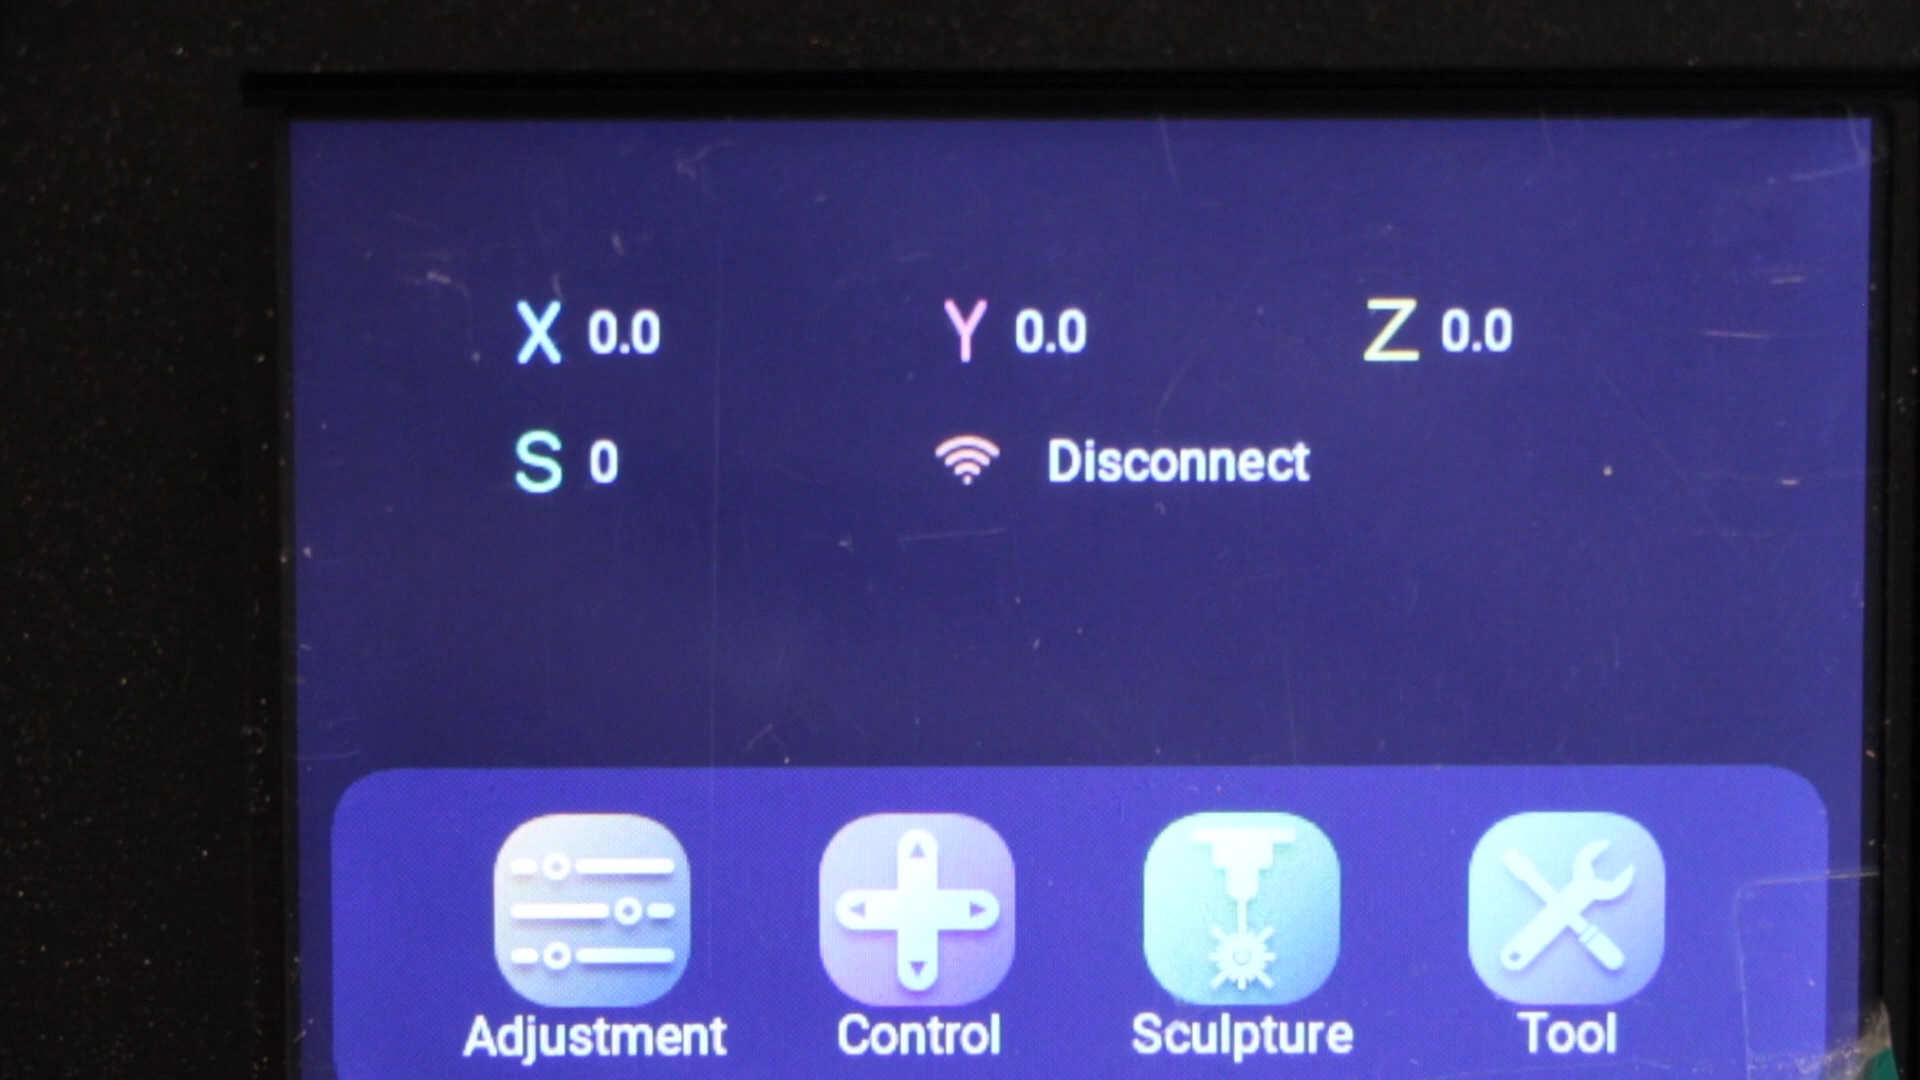 X 0.0 Y 0.0 Z 0.0
S 0 Disconnect
Adjustment Control Sculpture Tool